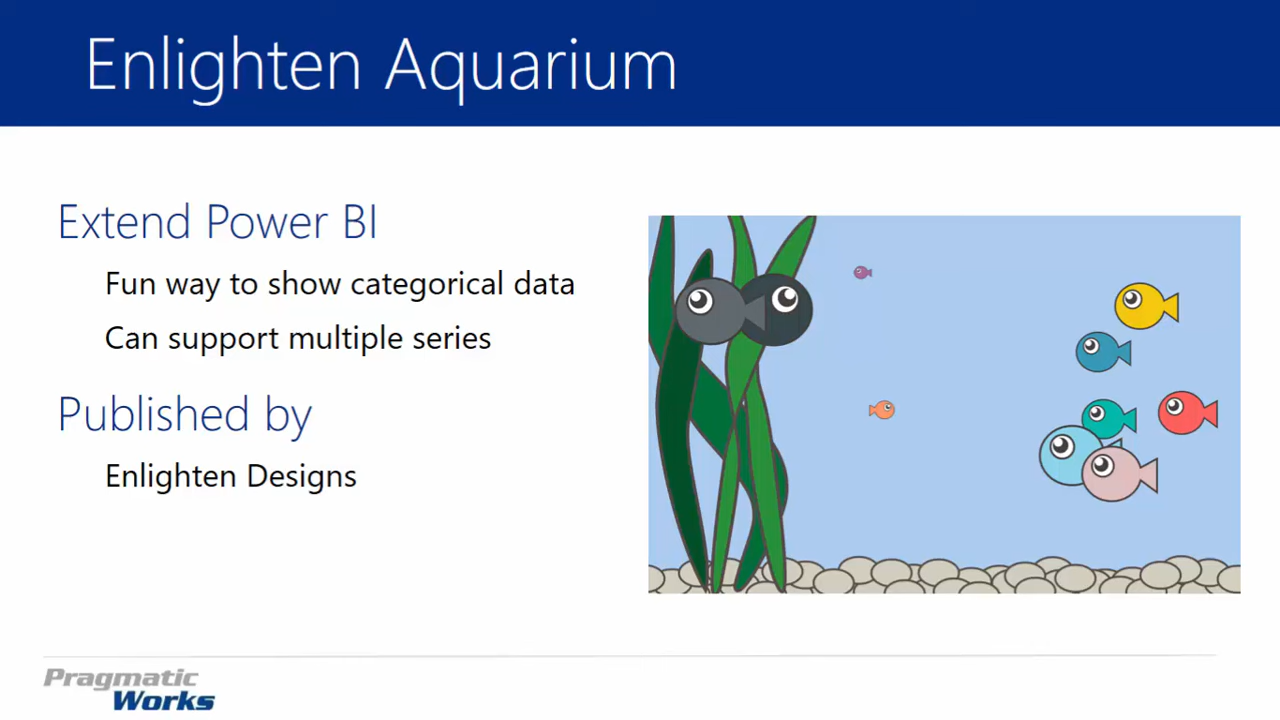 Enlighten Aquarium
Extend Power BI
Fun way to show categorical data
Can support multiple series
Published by
Enlighten Designs
Pragmatic
Works